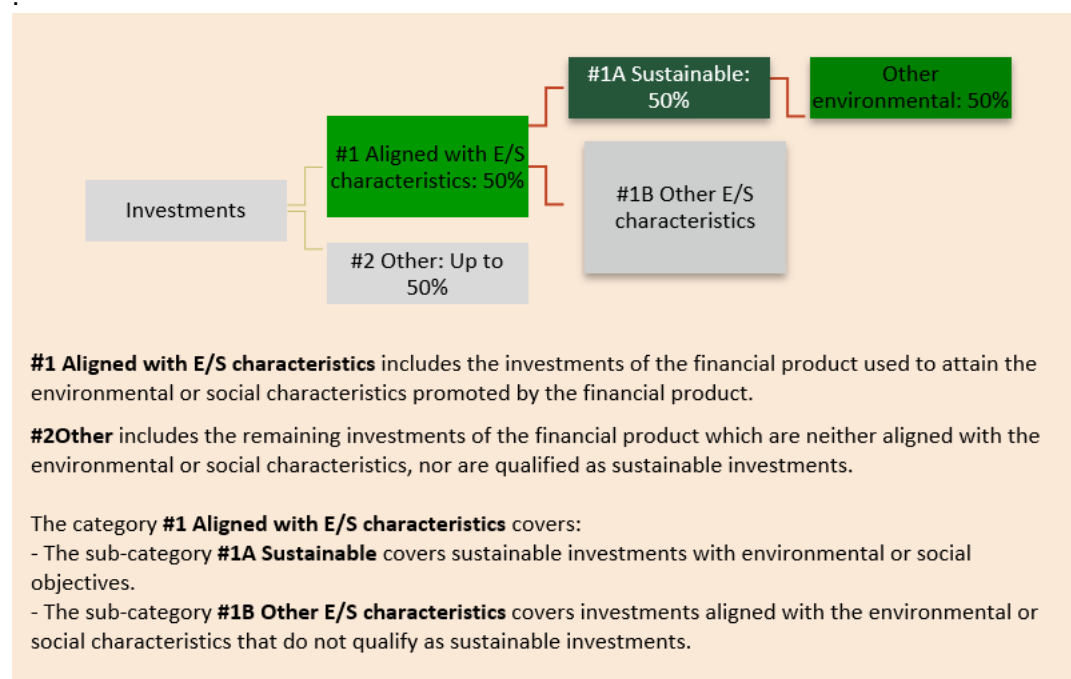 .
#1A Sustainable:
50%
Other
environmental: 50%
#1 Aligned with E/S
characteristics: 50%
#1B Other E/S
characteristics
Investments
#2 Other: Up to
50%
#1 Aligned with E/S characteristics includes the investments of the financial product used to attain the
environmental or social characteristics promoted by the financial product.
#2Other includes the remaining investments of the financial product which are neither aligned with the
environmental or social characteristics, nor are qualified as sustainable investments.
The category #1 Aligned with E/S characteristics covers:
- The sub-category #1A Sustainable covers sustainable investments with environmental or social
objectives.
- The sub-category #1B Other E/S characteristics covers investments aligned with the environmental or
social characteristics that do not qualify as sustainable investments.